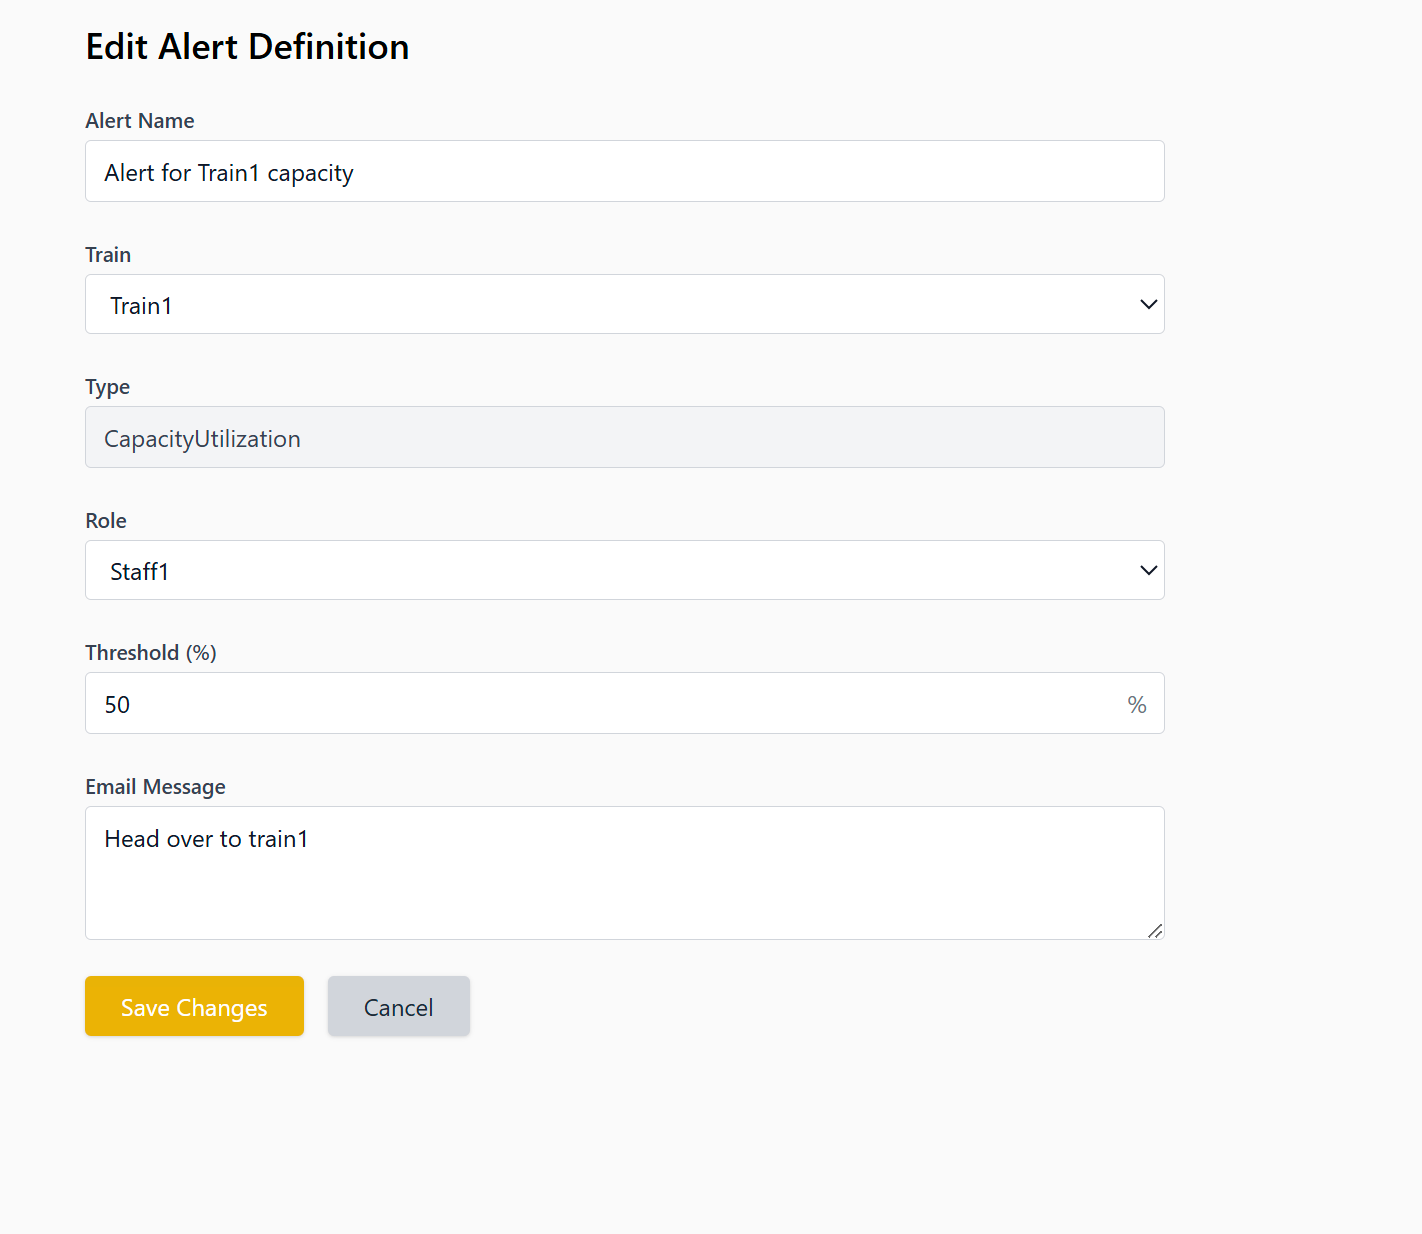 Edit Alert Definition
Alert Name
Alert for Train1 capacity
Train
Train1
Type
CapacityUtilization
Role
Staff1
Threshold (%)
50 %
Email Message
Head over to train1
Save Changes Cancel